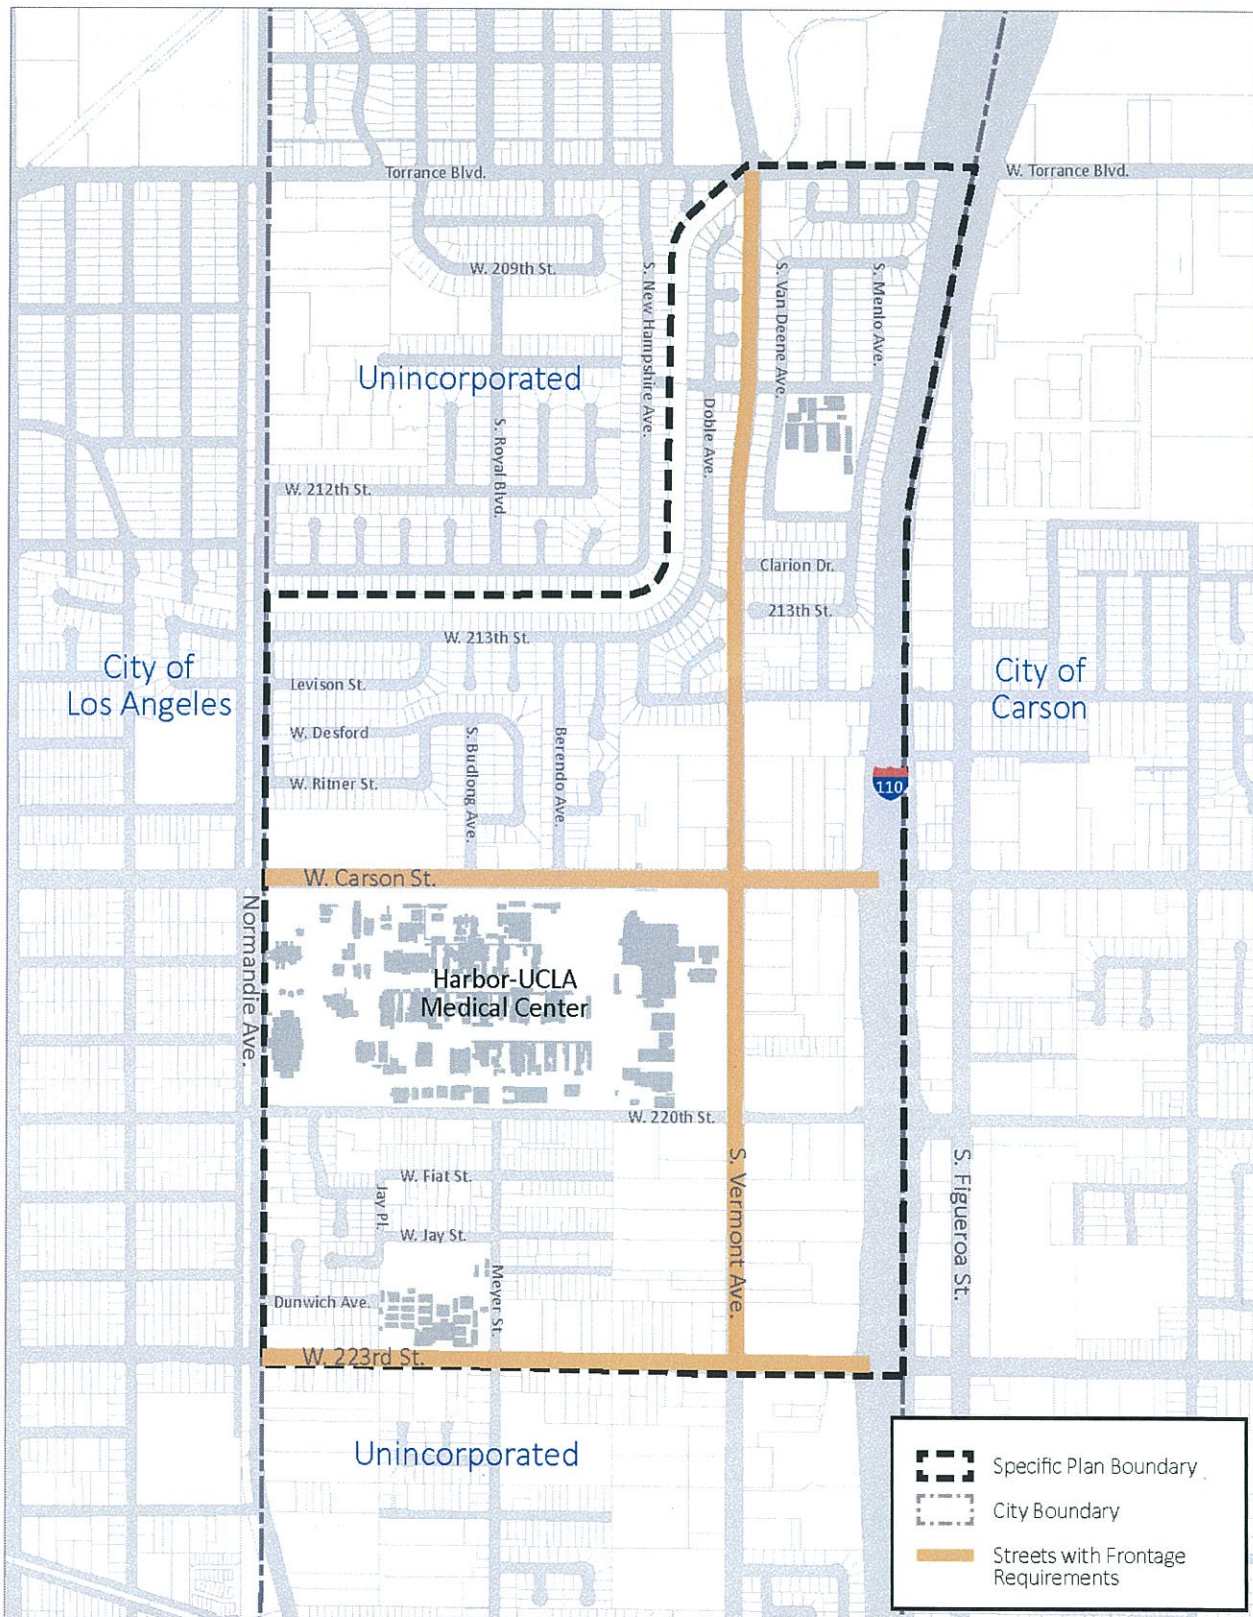 Torrance Blvd.
W. Torrance Blvd.
W. 209th St.
S. New Hampshire Ave.
S. Van Deene Ave.
S. Menlo Ave.
Unincorporated
Doble Ave.
S. Royal Blvd.
W. 212th St.
Clarion Dr.
213th St.
W. 213th St.
City of
Los Angeles
Levison St.
City of
Carson
W. Desford
S. Budlong Ave.
Berendo Ave.
W. Ritner St.
110
W. Carson St.
Normandie Ave.
Harbor-UCLA
Medical Center
W. 220th St.
W. Fiat St.
Jay Pl.
S. Vermont Ave.
S. Figueroa St.
W. Jay St.
Meyer St.
Dunwich Ave.
W. 223rd St.
Unincorporated
Specific Plan Boundary
City Boundary
Streets with Frontage
Requirements